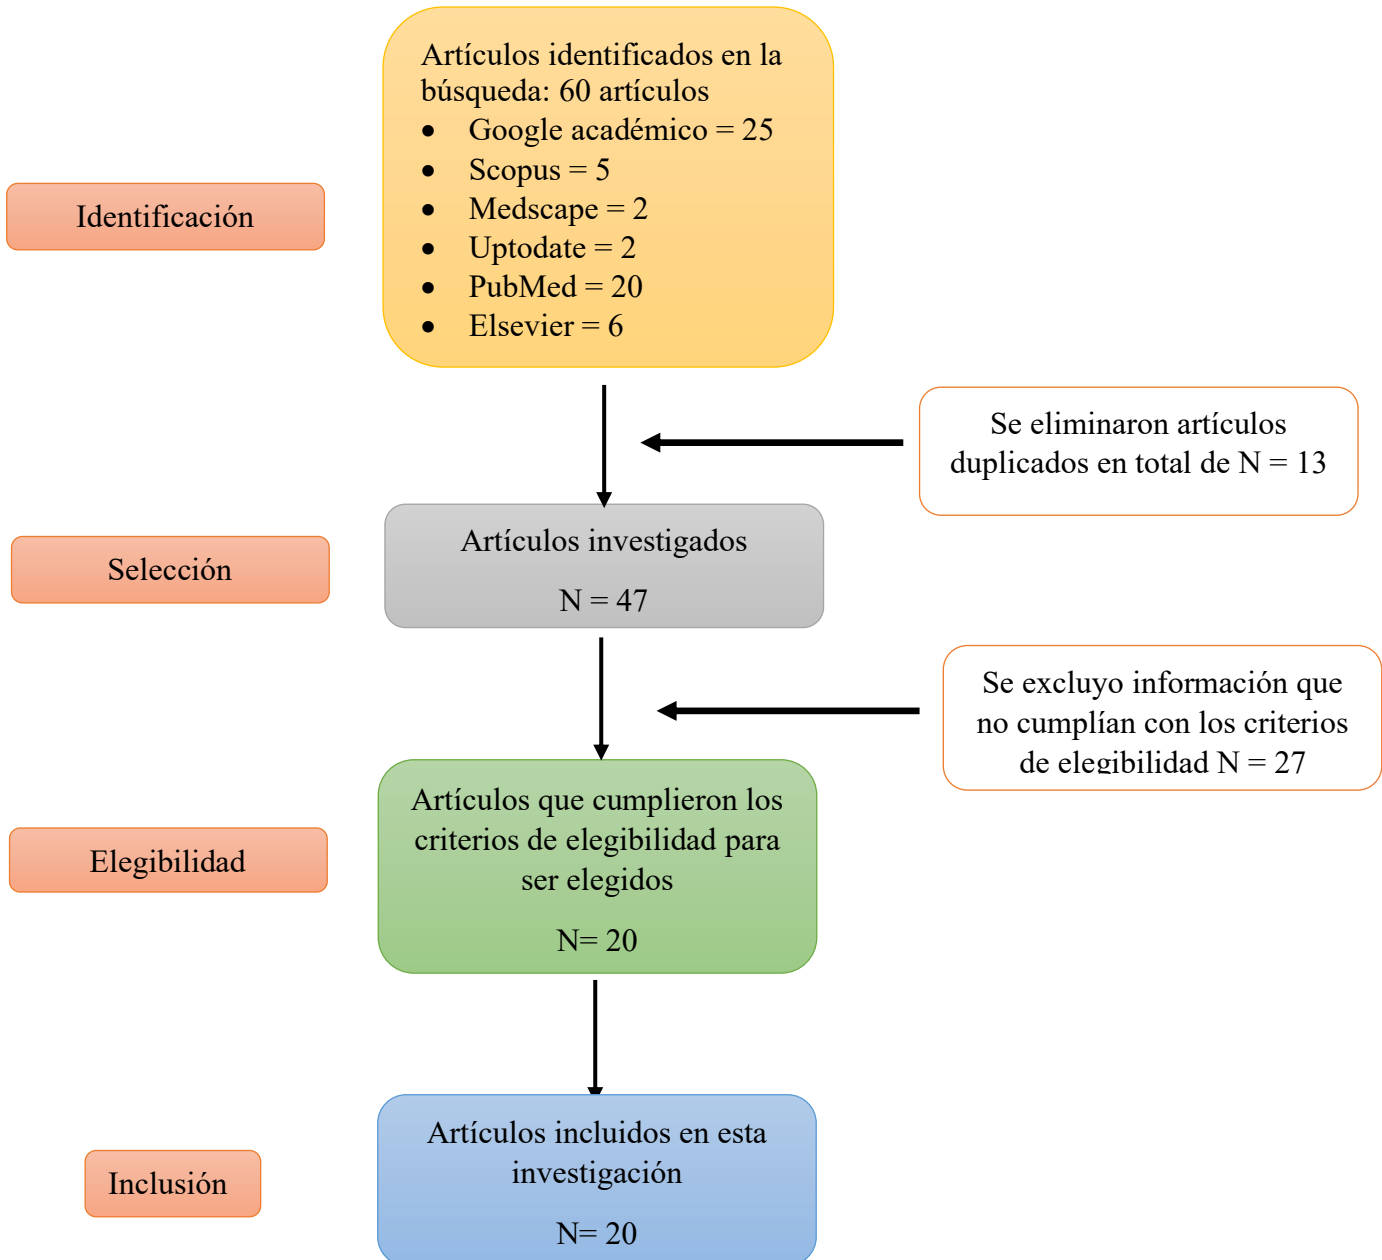 Artículos identificados en la
búsqueda: 60 artículos
• Google académico = 25
• Scopus = 5
• Medscape = 2
• Uptodate = 2
• PubMed = 20
• Elsevier = 6
Identificación
Se eliminaron artículos
duplicados en total de N = 13
Selección
Artículos investigados
N = 47
Se excluyo información que
no cumplían con los criterios
de elegibilidad N = 27
Elegibilidad
Artículos que cumplieron los
criterios de elegibilidad para
ser elegidos
N= 20
Inclusión
Artículos incluidos en esta
investigación
N= 20